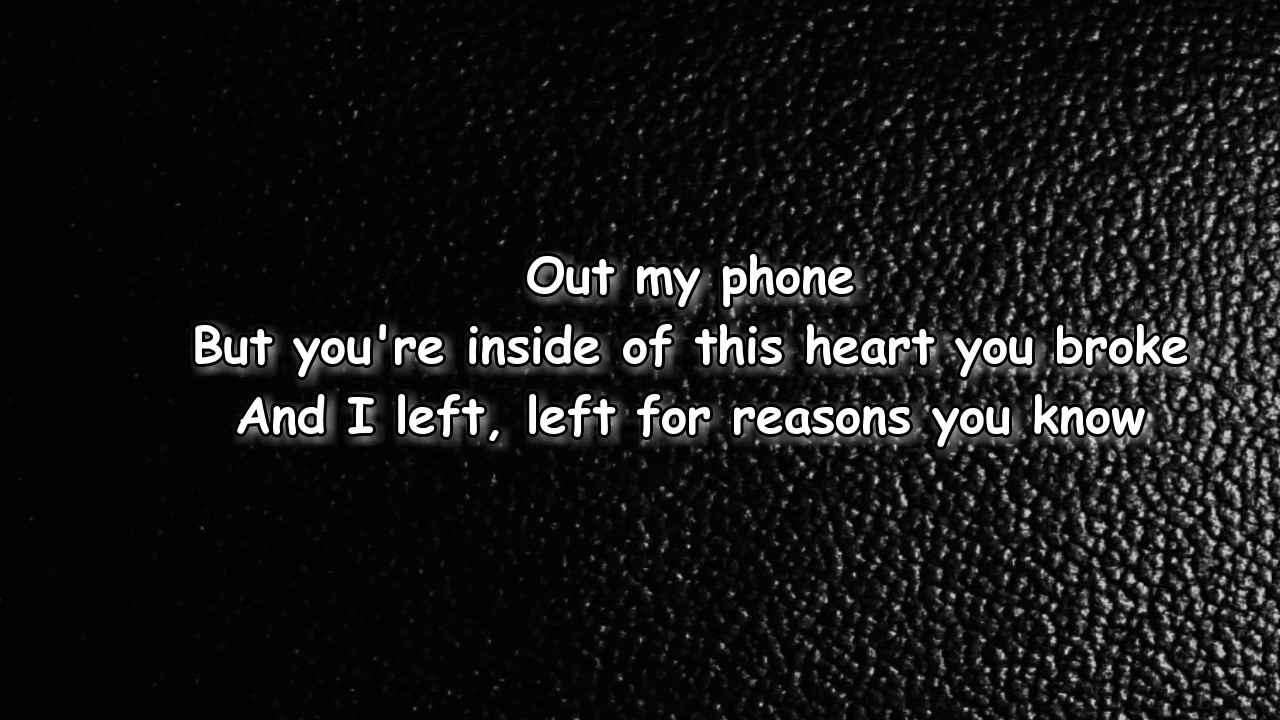 Out my phone
But you're inside of this heart you broke
And I left, left for reasons you know